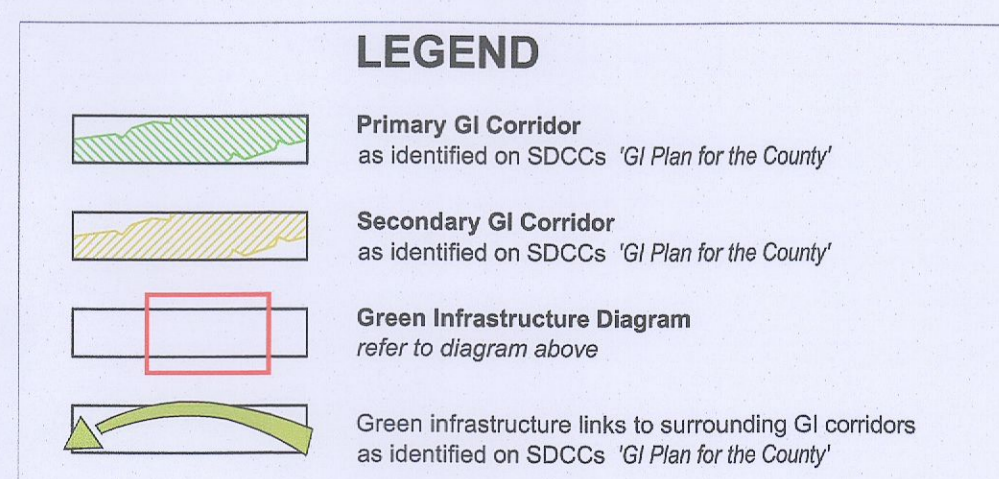 LEGEND
Primary GI Corridor
as identified on SDCCs 'GI Plan for the County'
Secondary GI Corridor
as identified on SDCCs 'GI Plan for the County'
Green Infrastructure Diagram
refer to diagram above
Green infrastructure links to surrounding GI corridors
as identified on SDCCs 'GI Plan for the County'